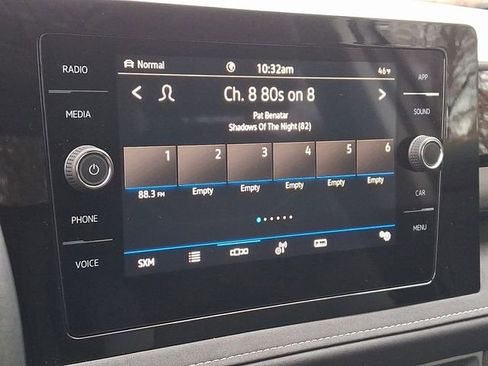 RADIO
MEDIA
PHONE
VOICE
Normal
10:32am
46°F
Ch. 8 80s on 8
Pat Benatar
Shadows Of The Night (82)
1 2 3 4 5 6
88.3 FM Empty Empty Empty Empty Empty
SXM
APP
SOUND
CAR
MENU